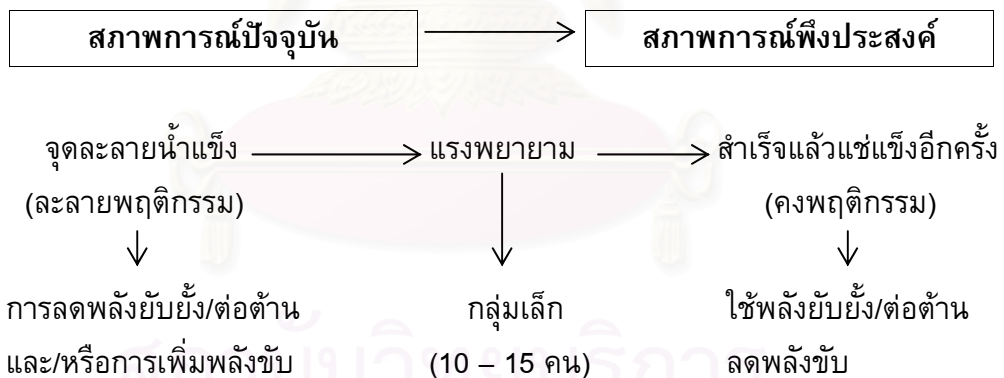 สภาพการณ์ปัจจุบัน สภาพการณ์พึงประสงค์
จุดละลายน้ำแข็ง แรงพยายาม สำเร็จแล้วแช่แข็งอีกครั้ง
(ละลายพฤติกรรม) (คงพฤติกรรม)
การลดพลังยับยั้ง/ต่อต้าน กลุ่มเล็ก ใช้พลังยับยั้ง/ต่อต้าน
และ/หรือการเพิ่มพลังขับ (10 – 15 คน) ลดพลังขับ